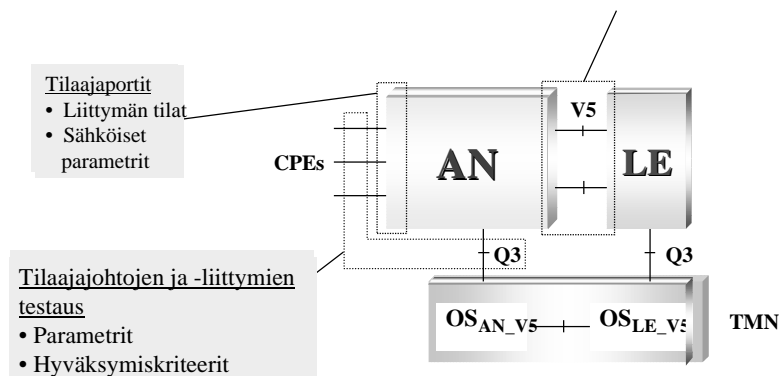 Tilaajaportit
• Liittymän tilat
• Sähköiset
parametrit
CPEs
AN
V5
LE
Q3
Q3
Tilaajajohtojen ja -liittymien
testaus
• Parametrit
• Hyväksymiskriteerit
OSAN_V5
OSLE_V5
TMN